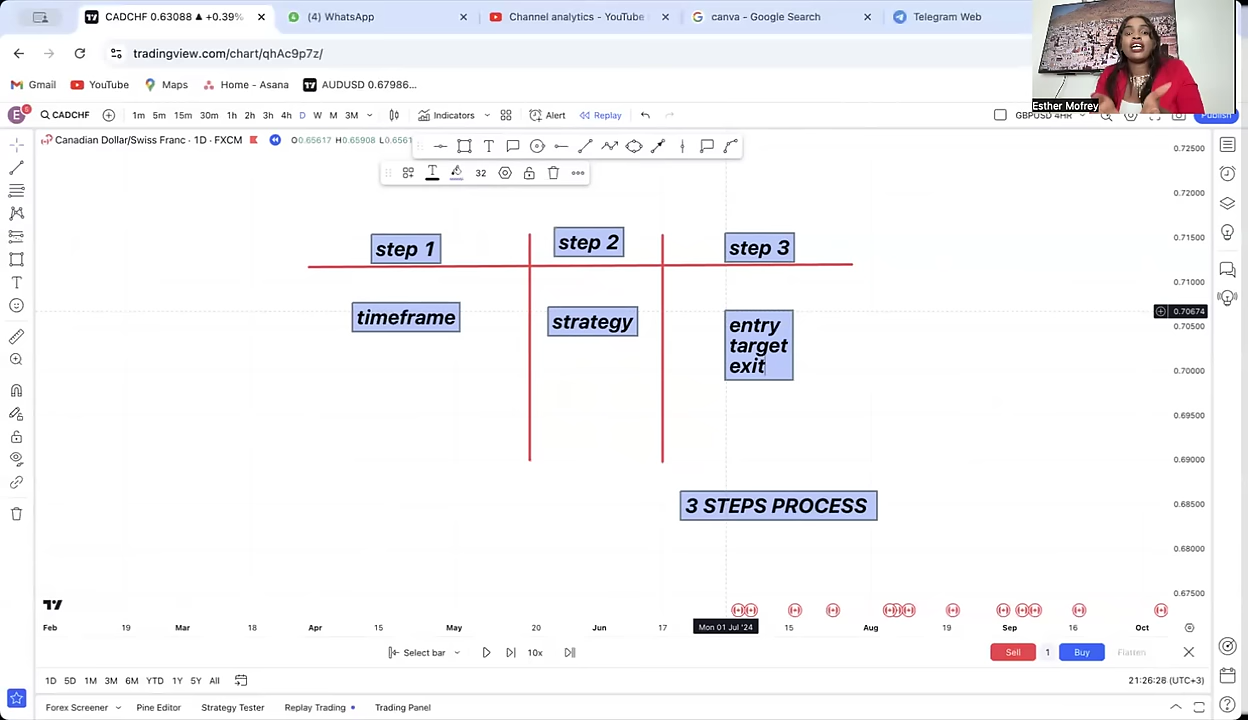 CADCHF 0.63088 ▲ +0.39%
(4) WhatsApp
Channel analytics - YouTube
canva - Google Search
Telegram Web
tradingview.com/chart/qhAc9p7z/
Gmail
YouTube
Maps
Home - Asana
AUDUSD 0.67986...
Esther Mofrey
E
CADCHF
1m 5m 15m 30m 1h 2h 3h 4h D W M 3M
Indicators
Alert
Replay
GBPUSD 4HR
Publish
Canadian Dollar/Swiss Franc · 1D · FXCM
O0.65617 H0.65908 L0.6561
32
step 1
step 2
step 3
timeframe
strategy
entry
target
exit
3 STEPS PROCESS
0.72500
0.72000
0.71500
0.71000
0.70674
0.70500
0.70000
0.69500
0.69000
0.68500
0.68000
0.67500
Feb 19 Mar 18 Apr 15 May 20 Jun 17 Mon 01 Jul '24 15 Aug 19 Sep 16 Oct
Select bar
10x
Sell
1
Buy
Flatten
1D 5D 1M 3M 6M YTD 1Y 5Y All
21:26:28 (UTC+3)
Forex Screener
Pine Editor
Strategy Tester
Replay Trading
Trading Panel